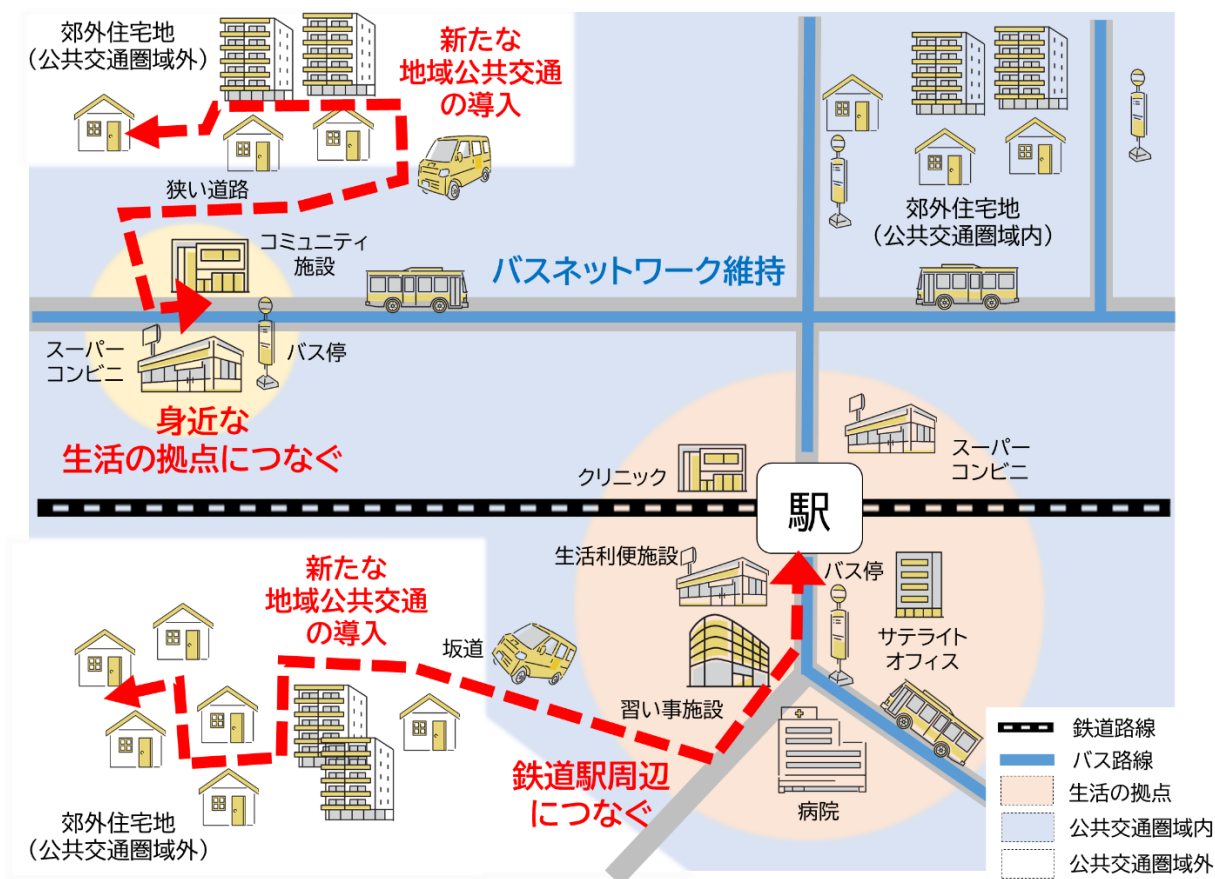 郊外住宅地
（公共交通圏域外）
新たな
地域公共交通
の導入
狭い道路
コミュニティ
施設
バスネットワーク維持
郊外住宅地
（公共交通圏域内）
スーパー
コンビニ
バス停
身近な
生活の拠点につなぐ
クリニック
スーパー
コンビニ
駅
生活利便施設
バス停
サテライト
オフィス
新たな
地域公共交通
の導入
坂道
習い事施設
鉄道駅周辺
につなぐ
病院
郊外住宅地
（公共交通圏域外）
鉄道路線
バス路線
生活の拠点
公共交通圏域内
公共交通圏域外